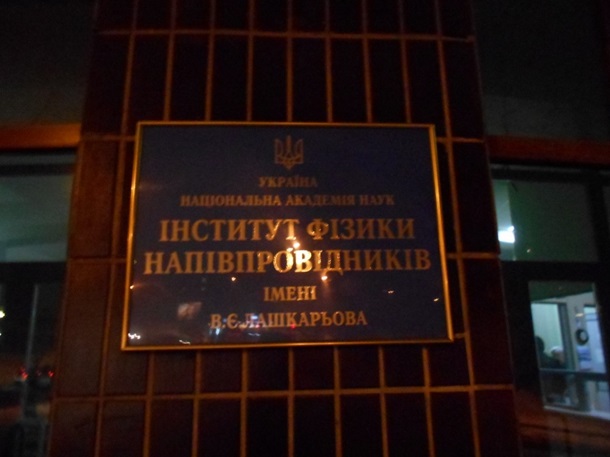 УКРАЇНА
НАЦІОНАЛЬНА АКАДЕМІЯ НАУК
ІНСТИТУТ ФІЗИКИ
НАПІВПРОВІДНИКІВ
ІМЕНІ
В.Є.ЛАШКАРЬОВА